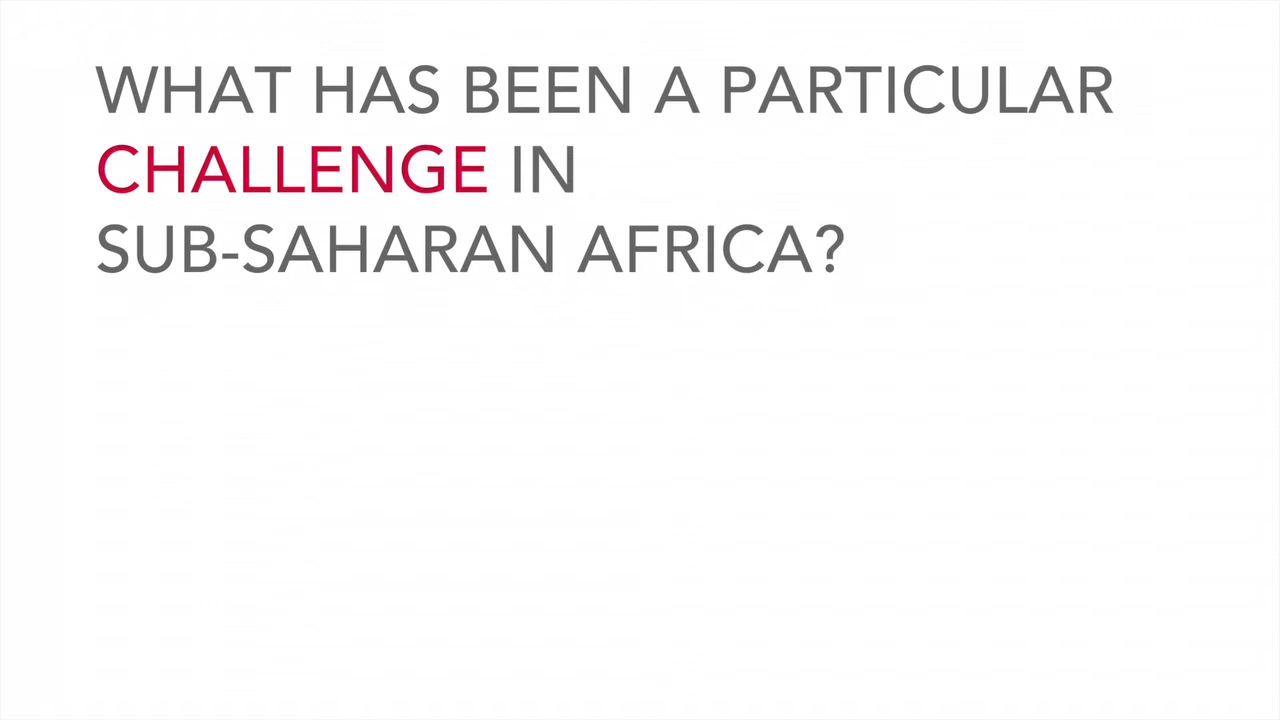 WHAT HAS BEEN A PARTICULAR
CHALLENGE IN
SUB-SAHARAN AFRICA?